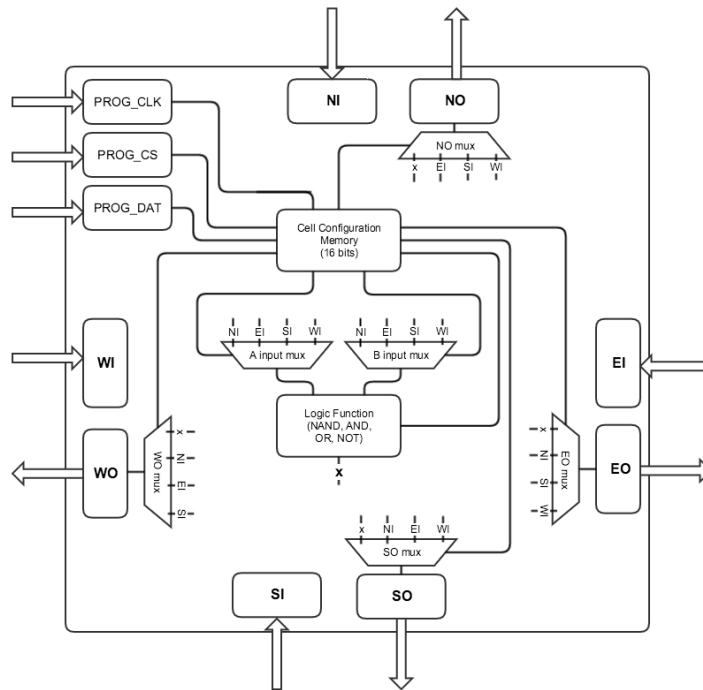 PROG_CLK
NI
NO
NO mux
x EI SI WI
PROG_CS
PROG_DAT
Cell Configuration
Memory
(16 bits)
NI EI SI WI
A input mux
NI EI SI WI
B input mux
WI
EI
Logic Function
(NAND, AND,
OR, NOT)
x
WO
WO mux
x
NI
EI
SI
EO mux
x
NI
SI
WI
EO
x NI EI WI
SO mux
SI
SO